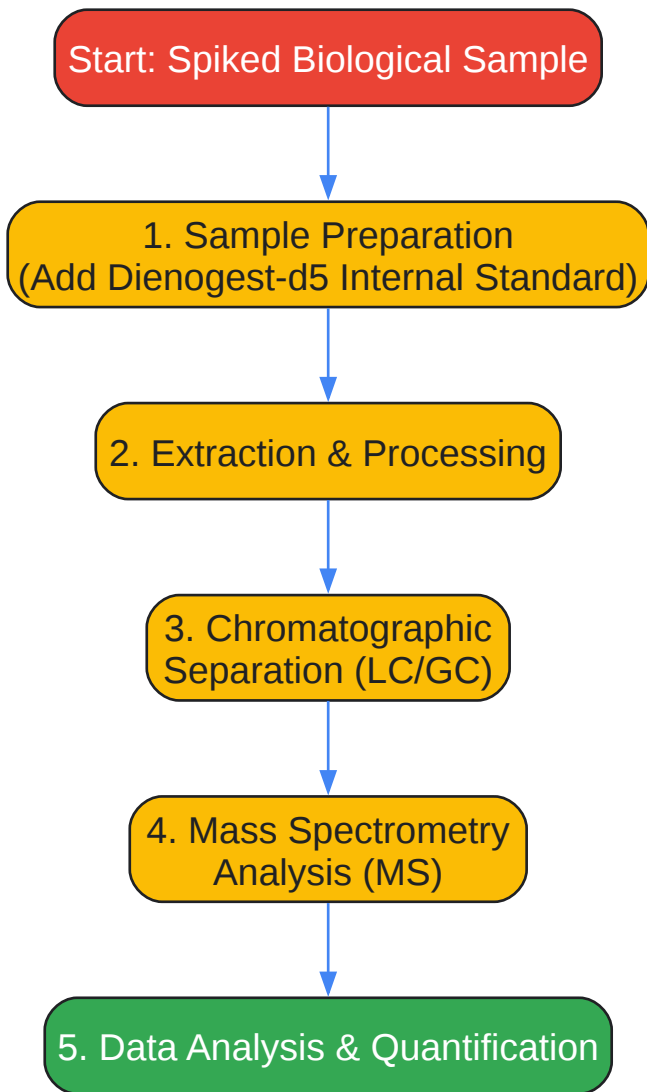 Start: Spiked Biological Sample
1. Sample Preparation
(Add Dienogest-d5 Internal Standard)
2. Extraction & Processing
3. Chromatographic
Separation (LC/GC)
4. Mass Spectrometry
Analysis (MS)
5. Data Analysis & Quantification